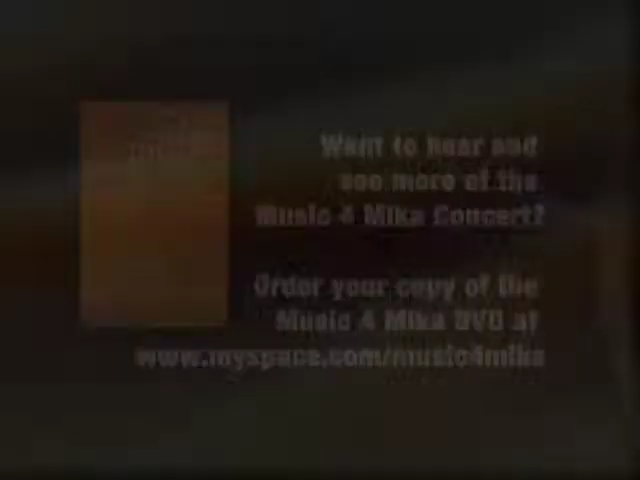 Want to hear and
see more of the
Music 4 Mika Concert?
Order your copy of the
Music 4 Mika DVD at
www.myspace.com/music4mika